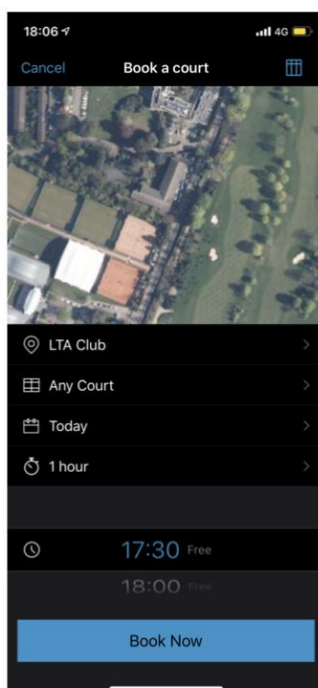 18:06 4G
Cancel Book a court
LTA Club
Any Court
Today
1 hour
17:30 Free
18:00 Free
Book Now